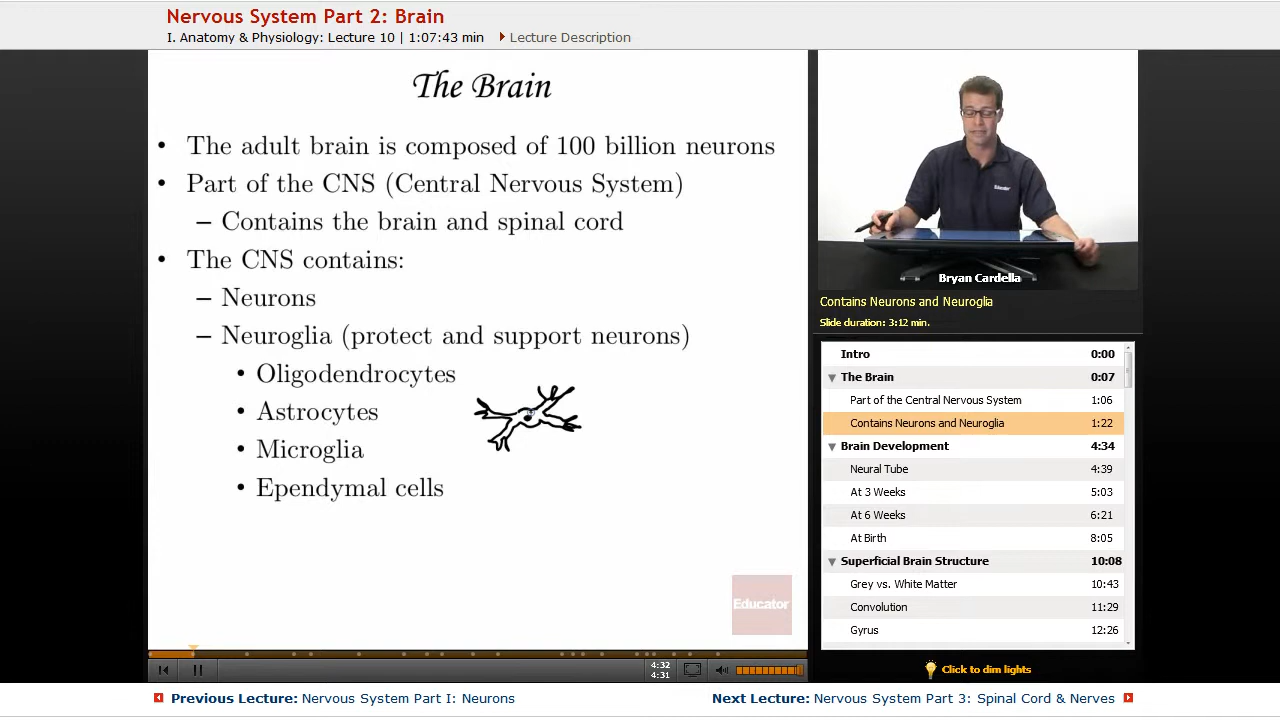 Nervous System Part 2: Brain
I. Anatomy & Physiology: Lecture 10 | 1:07:43 min
Lecture Description
The Brain
• The adult brain is composed of 100 billion neurons
• Part of the CNS (Central Nervous System)
– Contains the brain and spinal cord
• The CNS contains:
– Neurons
– Neuroglia (protect and support neurons)
• Oligodendrocytes
• Astrocytes
• Microglia
• Ependymal cells
Educator
Educator
Bryan Cardella
Contains Neurons and Neuroglia
Slide duration: 3:12 min.
Intro 0:00
The Brain 0:07
Part of the Central Nervous System 1:06
Contains Neurons and Neuroglia 1:22
Brain Development 4:34
Neural Tube 4:39
At 3 Weeks 5:03
At 6 Weeks 6:21
At Birth 8:05
Superficial Brain Structure 10:08
Grey vs. White Matter 10:43
Convolution 11:29
Gyrus 12:26
4:32
4:31
Click to dim lights
Previous Lecture: Nervous System Part I: Neurons
Next Lecture: Nervous System Part 3: Spinal Cord & Nerves